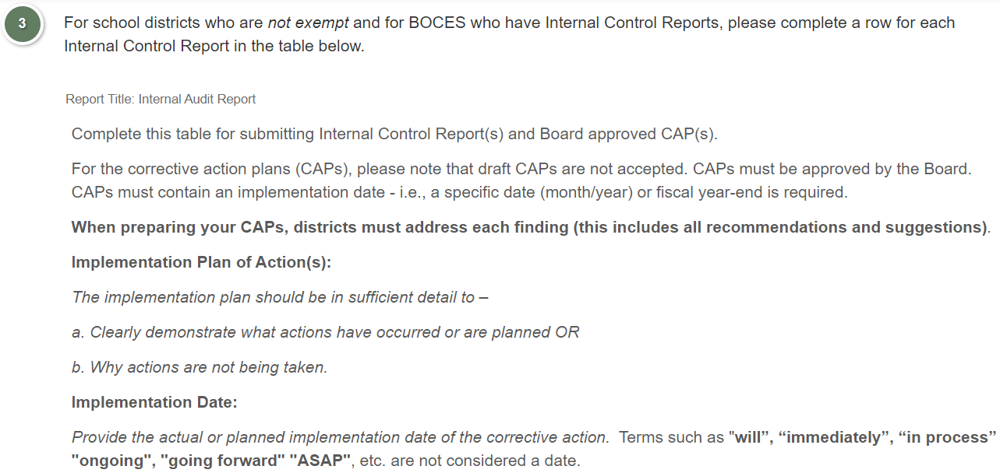 3
For school districts who are not exempt and for BOCES who have Internal Control Reports, please complete a row for each
Internal Control Report in the table below.
Report Title: Internal Audit Report
Complete this table for submitting Internal Control Report(s) and Board approved CAP(s).
For the corrective action plans (CAPs), please note that draft CAPs are not accepted. CAPs must be approved by the Board.
CAPs must contain an implementation date - i.e., a specific date (month/year) or fiscal year-end is required.
When preparing your CAPs, districts must address each finding (this includes all recommendations and suggestions).
Implementation Plan of Action(s):
The implementation plan should be in sufficient detail to –
a. Clearly demonstrate what actions have occurred or are planned OR
b. Why actions are not being taken.
Implementation Date:
Provide the actual or planned implementation date of the corrective action. Terms such as "will”, “immediately”, “in process”
"ongoing", "going forward" "ASAP", etc. are not considered a date.